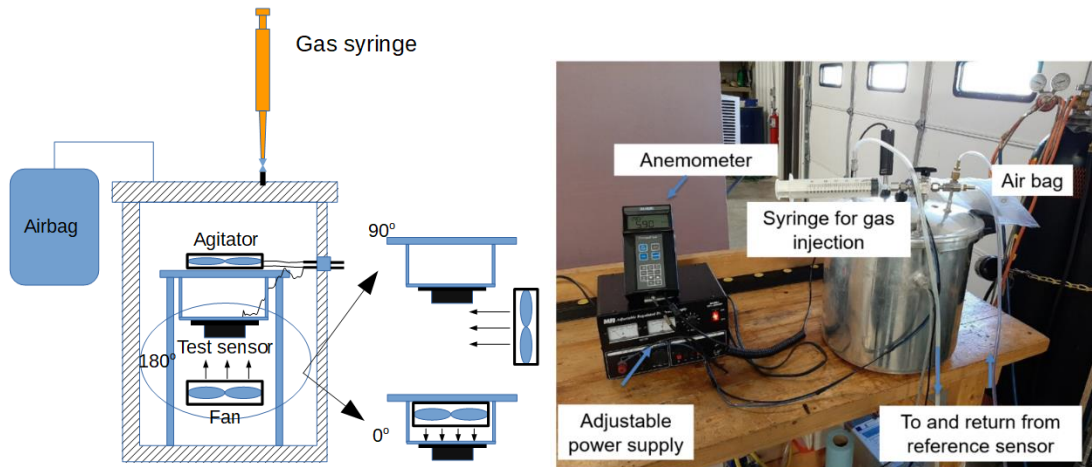 Gas syringe
Airbag
Agitator
90°
Test sensor
180°
Fan
0°
Anemometer
Air bag
Syringe for gas
injection
Adjustable
power supply
To and return from
reference sensor